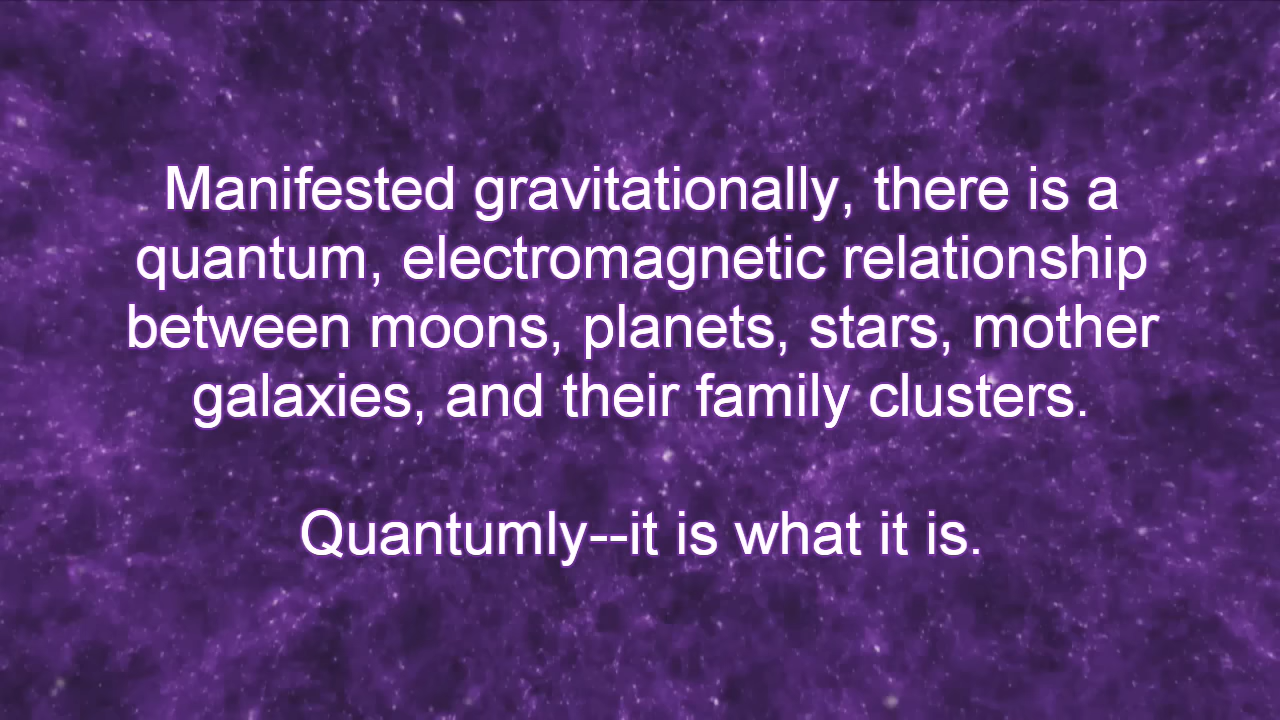 Manifested gravitationally, there is a
quantum, electromagnetic relationship
between moons, planets, stars, mother
galaxies, and their family clusters.
Quantumly--it is what it is.